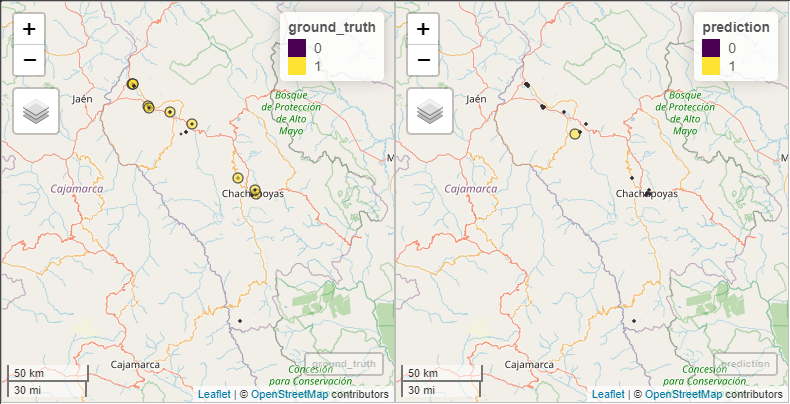 +
−
ground_truth
0
1
Jaén
Bosque
de Protección
de Alto
Mayo
Cajamarca
Chachapoyas
50 km
30 mi
Cajamarca
ground_truth
Concesión
para Conservación
Leaflet | © OpenStreetMap contributors
+
−
prediction
0
1
M
Jaén
Bosque
de Protección
de Alto
Mayo
M
Cajamarca
Chachapoyas
50 km
30 mi
Cajamarca
prediction
Concesión
para Conservación
Leaflet | © OpenStreetMap contributors